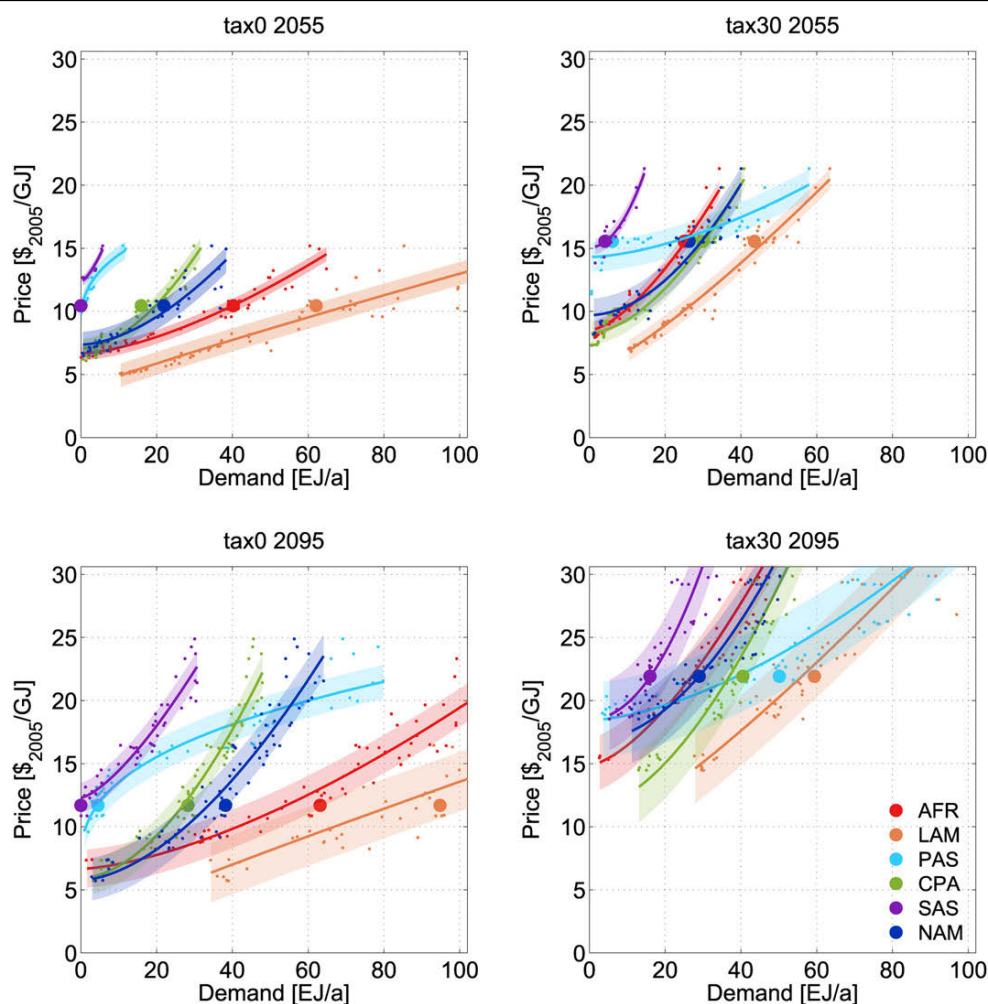 tax0 2055
tax30 2055
30
25
20
15
10
5
0
Price [$2005/GJ]
0 20 40 60 80 100
Demand [EJ/a]
30
25
20
15
10
5
0
Price [$2005/GJ]
0 20 40 60 80 100
Demand [EJ/a]
tax0 2095
tax30 2095
30
25
20
15
10
5
0
Price [$2005/GJ]
0 20 40 60 80 100
Demand [EJ/a]
30
25
20
15
10
5
0
Price [$2005/GJ]
AFR
LAM
PAS
CPA
SAS
NAM
0 20 40 60 80 100
Demand [EJ/a]